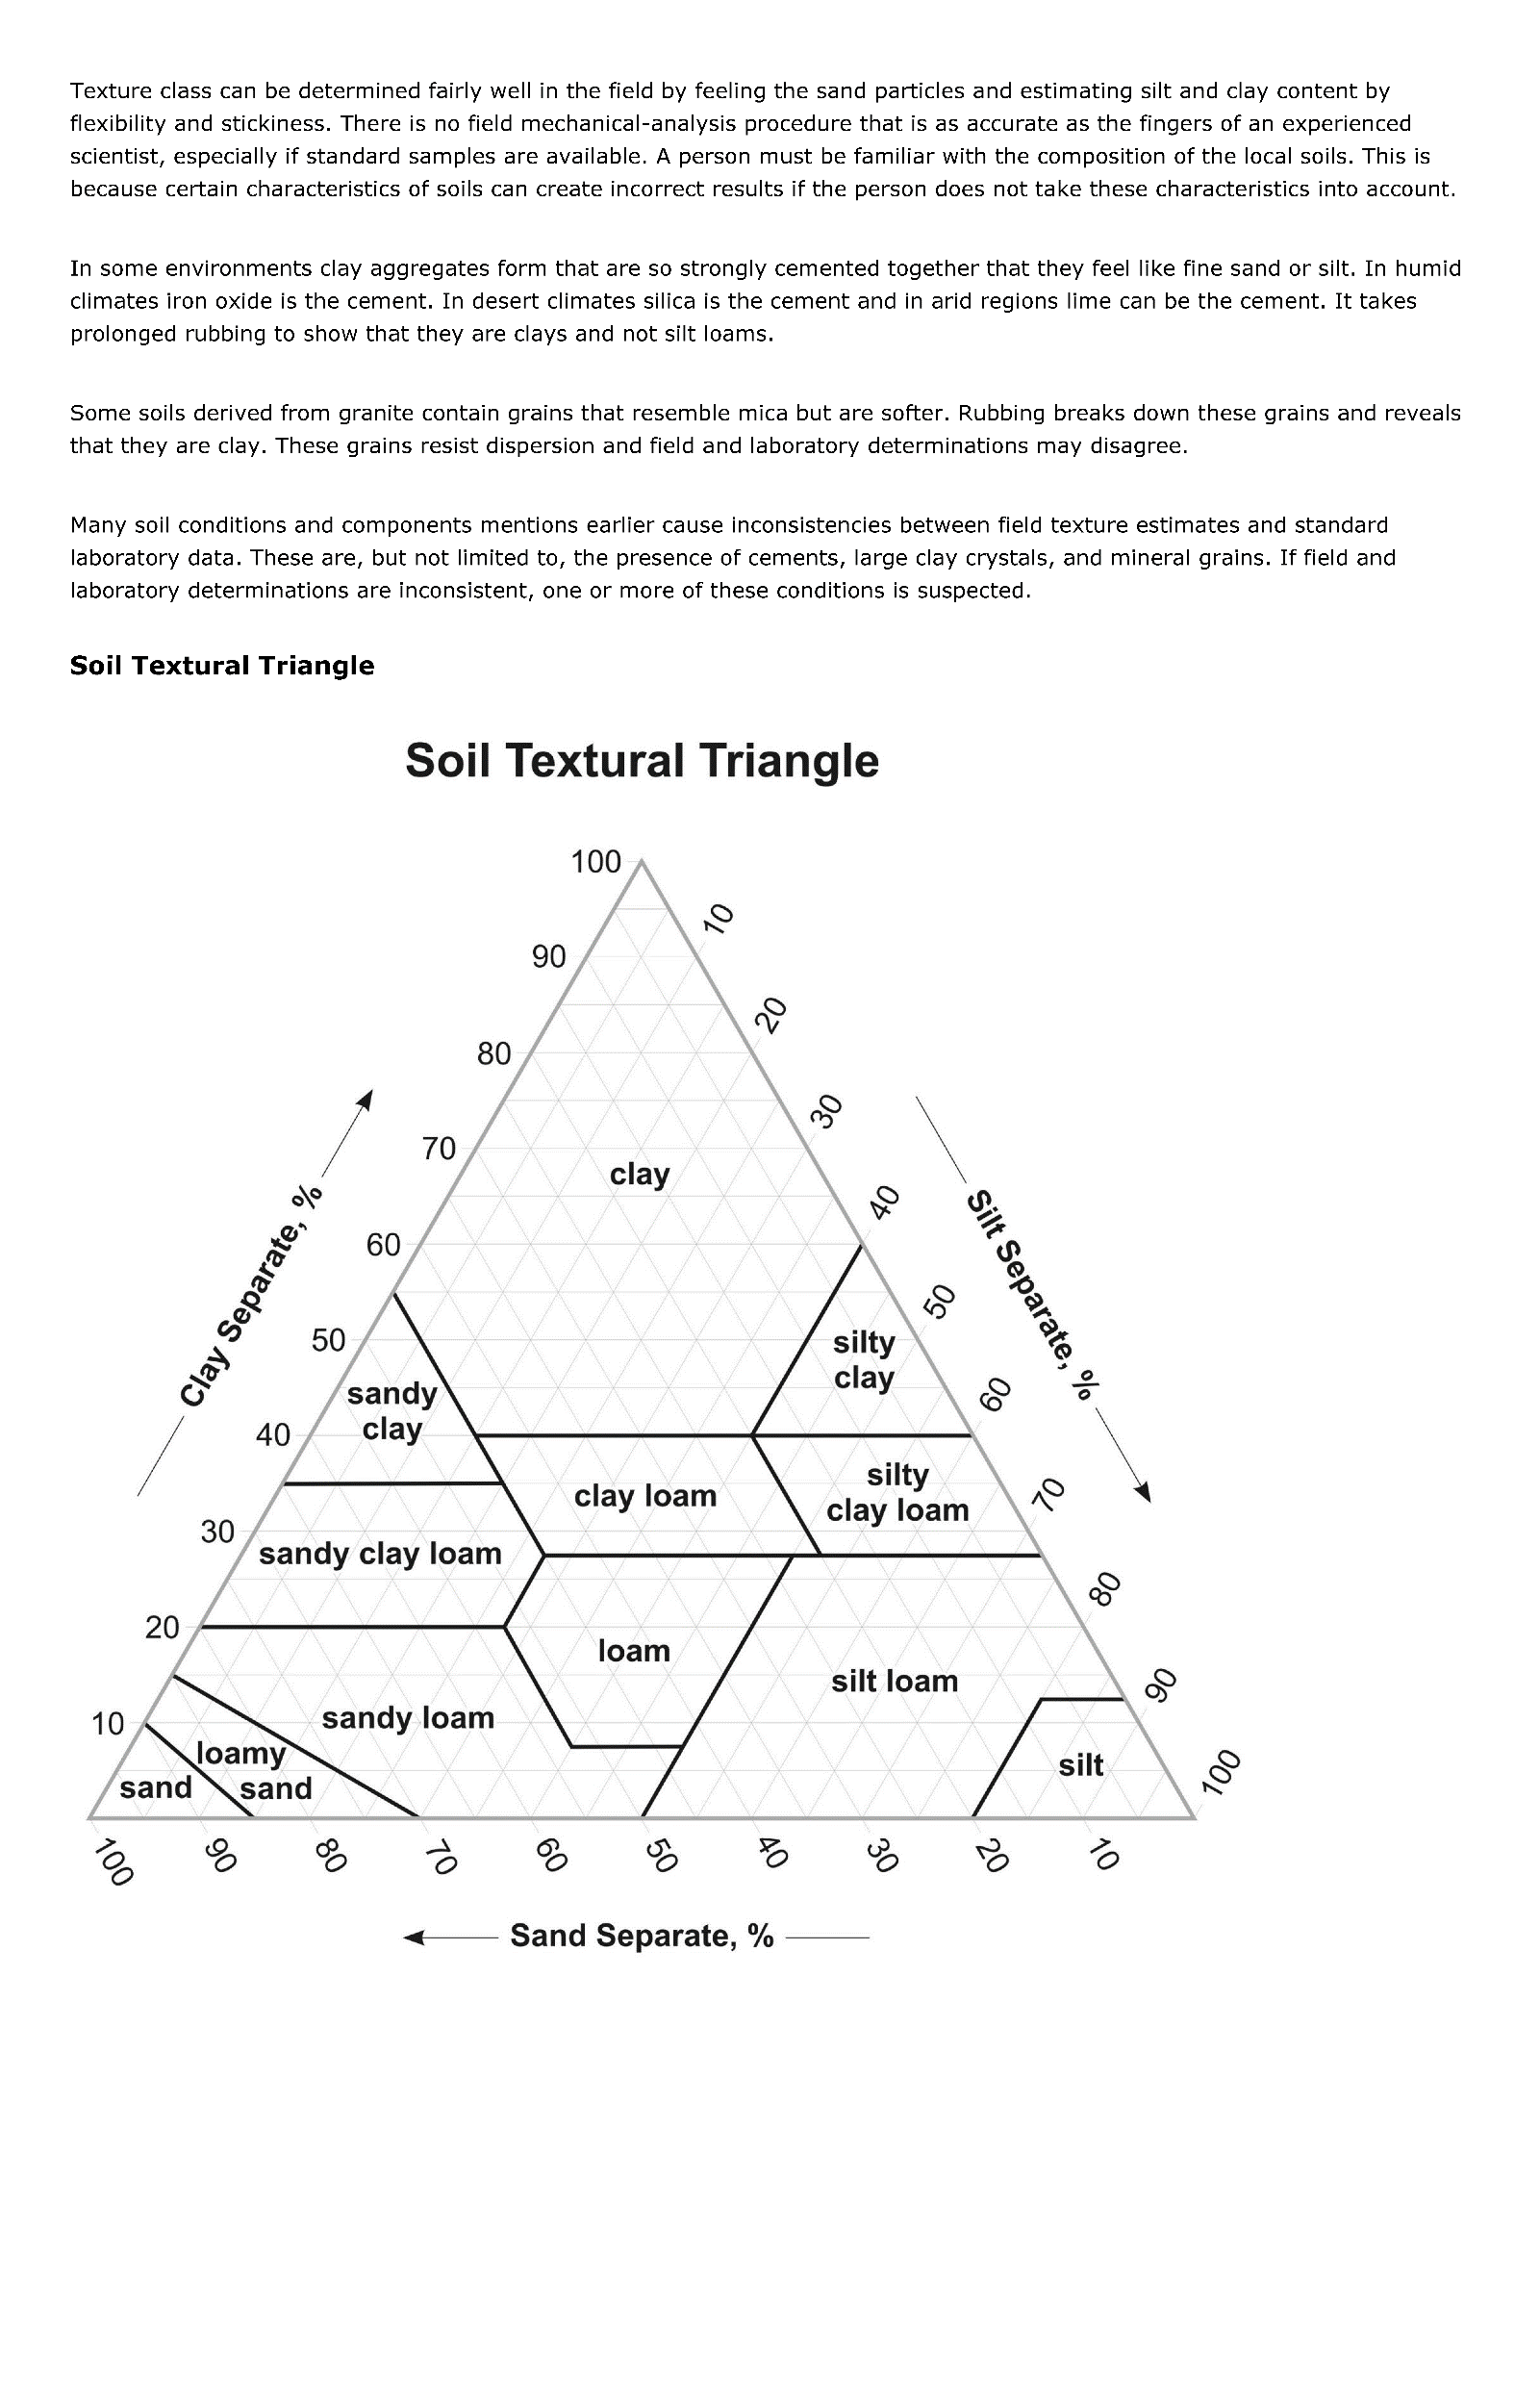 Texture class can be determined fairly well in the field by feeling the sand particles and estimating silt and clay content by
flexibility and stickiness. There is no field mechanical-analysis procedure that is as accurate as the fingers of an experienced
scientist, especially if standard samples are available. A person must be familiar with the composition of the local soils. This is
because certain characteristics of soils can create incorrect results if the person does not take these characteristics into account.
In some environments clay aggregates form that are so strongly cemented together that they feel like fine sand or silt. In humid
climates iron oxide is the cement. In desert climates silica is the cement and in arid regions lime can be the cement. It takes
prolonged rubbing to show that they are clays and not silt loams.
Some soils derived from granite contain grains that resemble mica but are softer. Rubbing breaks down these grains and reveals
that they are clay. These grains resist dispersion and field and laboratory determinations may disagree.
Many soil conditions and components mentions earlier cause inconsistencies between field texture estimates and standard
laboratory data. These are, but not limited to, the presence of cements, large clay crystals, and mineral grains. If field and
laboratory determinations are inconsistent, one or more of these conditions is suspected.
Soil Textural Triangle
Soil Textural Triangle
100
90
80
70
60
50
40
30
20
10
Clay Separate, %
10
20
30
40
50
60
70
80
90
100
Silt Separate, %
clay
silty
clay
sandy
clay
clay loam
silty
clay loam
sandy clay loam
loam
silt loam
sandy loam
loamy
sand
sand
silt
100
90
80
70
60
50
40
30
20
10
Sand Separate, %